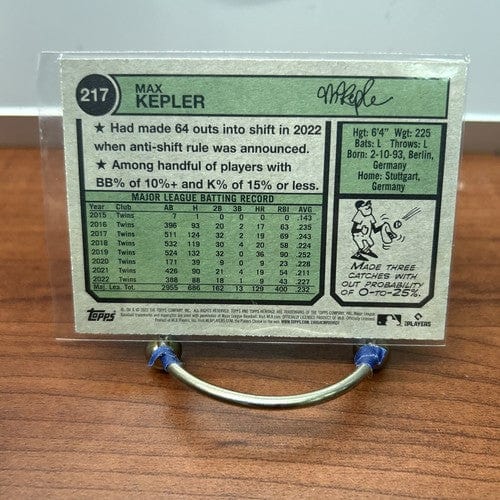 217
MAX
KEPLER
MKepler
★ Had made 64 outs into shift in 2022
when anti-shift rule was announced.
★ Among handful of players with
BB% of 10%+ and K% of 15% or less.
Hgt: 6'4" Wgt: 225
Bats: L Throws: L
Born: 2-10-93, Berlin,
Germany
Home: Stuttgart,
Germany
MAJOR LEAGUE BATTING RECORD
Year Club AB H 2B 3B HR RBI AVG
2015 Twins 7 1 0 0 0 0 .143
2016 Twins 396 93 20 2 17 63 .235
2017 Twins 511 124 32 2 19 69 .243
2018 Twins 532 119 30 4 20 58 .224
2019 Twins 524 132 32 0 36 90 .252
2020 Twins 171 39 9 0 9 23 .228
2021 Twins 426 90 21 4 19 54 .211
2022 Twins 388 88 18 1 9 43 .227
Maj. Lea. Tot. 2955 686 162 13 129 400 .232
MADE THREE
CATCHES WITH
OUT PROBABILITY
OF 0-TO-25%.
Topps
PLAYERS